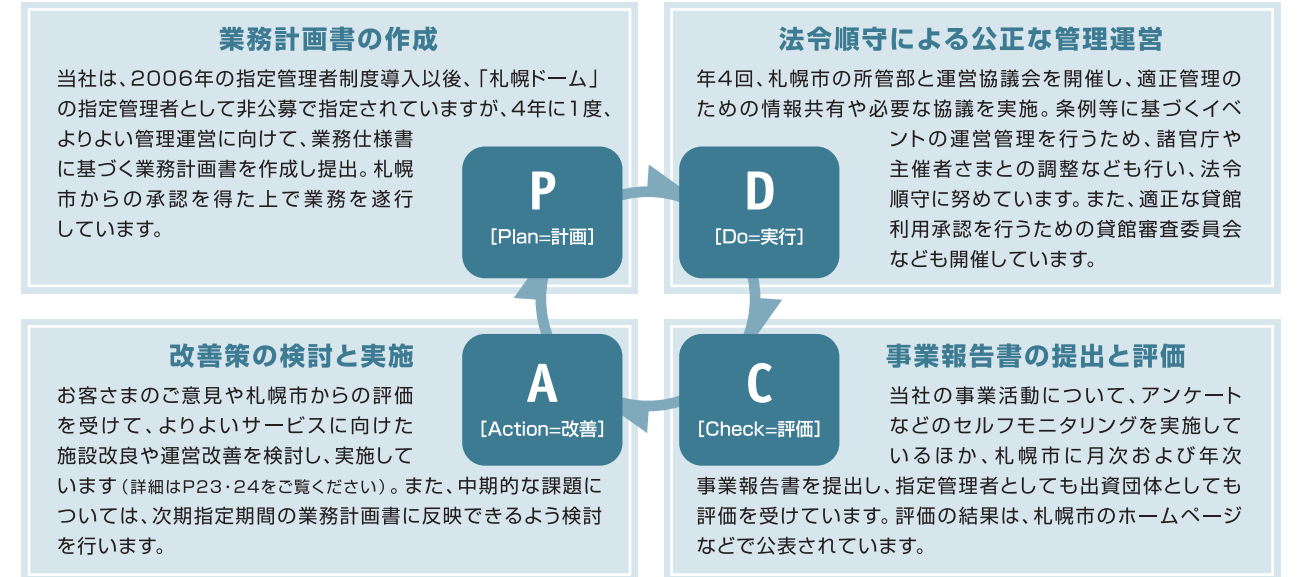 業務計画書の作成
当社は、2006年の指定管理者制度導入以後、「札幌ドーム」
の指定管理者として非公募で指定されていますが、4年に1度、
よりよい管理運営に向けて、業務仕様書
に基づく業務計画書を作成し提出。札幌
市からの承認を得た上で業務を遂行
しています。
P
[Plan=計画]
法令順守による公正な管理運営
年4回、札幌市の所管部と運営協議会を開催し、適正管理の
ための情報共有や必要な協議を実施。条例等に基づくイベ
ントの運営管理を行うため、諸官庁や
主催者さまとの調整なども行い、法令
順守に努めています。また、適正な貸館
利用承認を行うための貸館審査委員会
なども開催しています。
D
[Do=実行]
事業報告書の提出と評価
当社の事業活動について、アンケート
などのセルフモニタリングを実施して
いるほか、札幌市に月次および年次
事業報告書を提出し、指定管理者としても出資団体としても
評価を受けています。評価の結果は、札幌市のホームページ
などで公表されています。
C
[Check=評価]
改善策の検討と実施
お客さまのご意見や札幌市からの評価
を受けて、よりよいサービスに向けた
施設改良や運営改善を検討し、実施して
います（詳細はP23・24をご覧ください）。また、中期的な課題に
ついては、次期指定期間の業務計画書に反映できるよう検討
を行います。
A
[Action=改善]